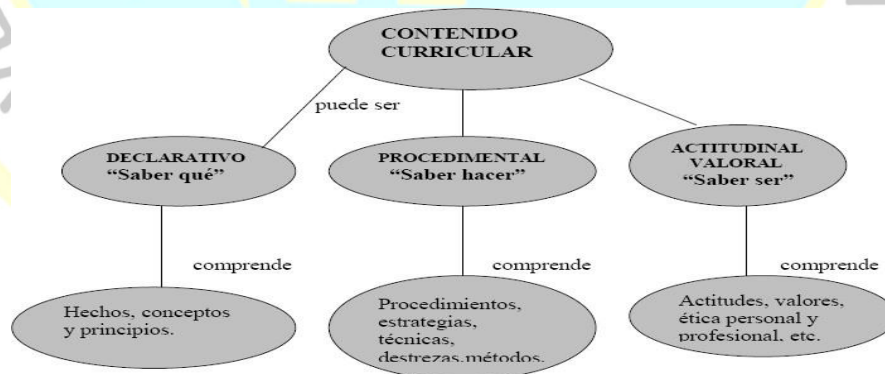 CONTENIDO
CURRICULAR
puede ser
DECLARATIVO
“Saber qué”
PROCEDIMENTAL
“Saber hacer”
ACTITUDINAL
VALORAL
“Saber ser”
comprende
comprende
comprende
Hechos, conceptos
y principios.
Procedimientos,
estrategias,
técnicas,
destrezas,métodos.
Actitudes, valores,
ética personal y
profesional, etc.